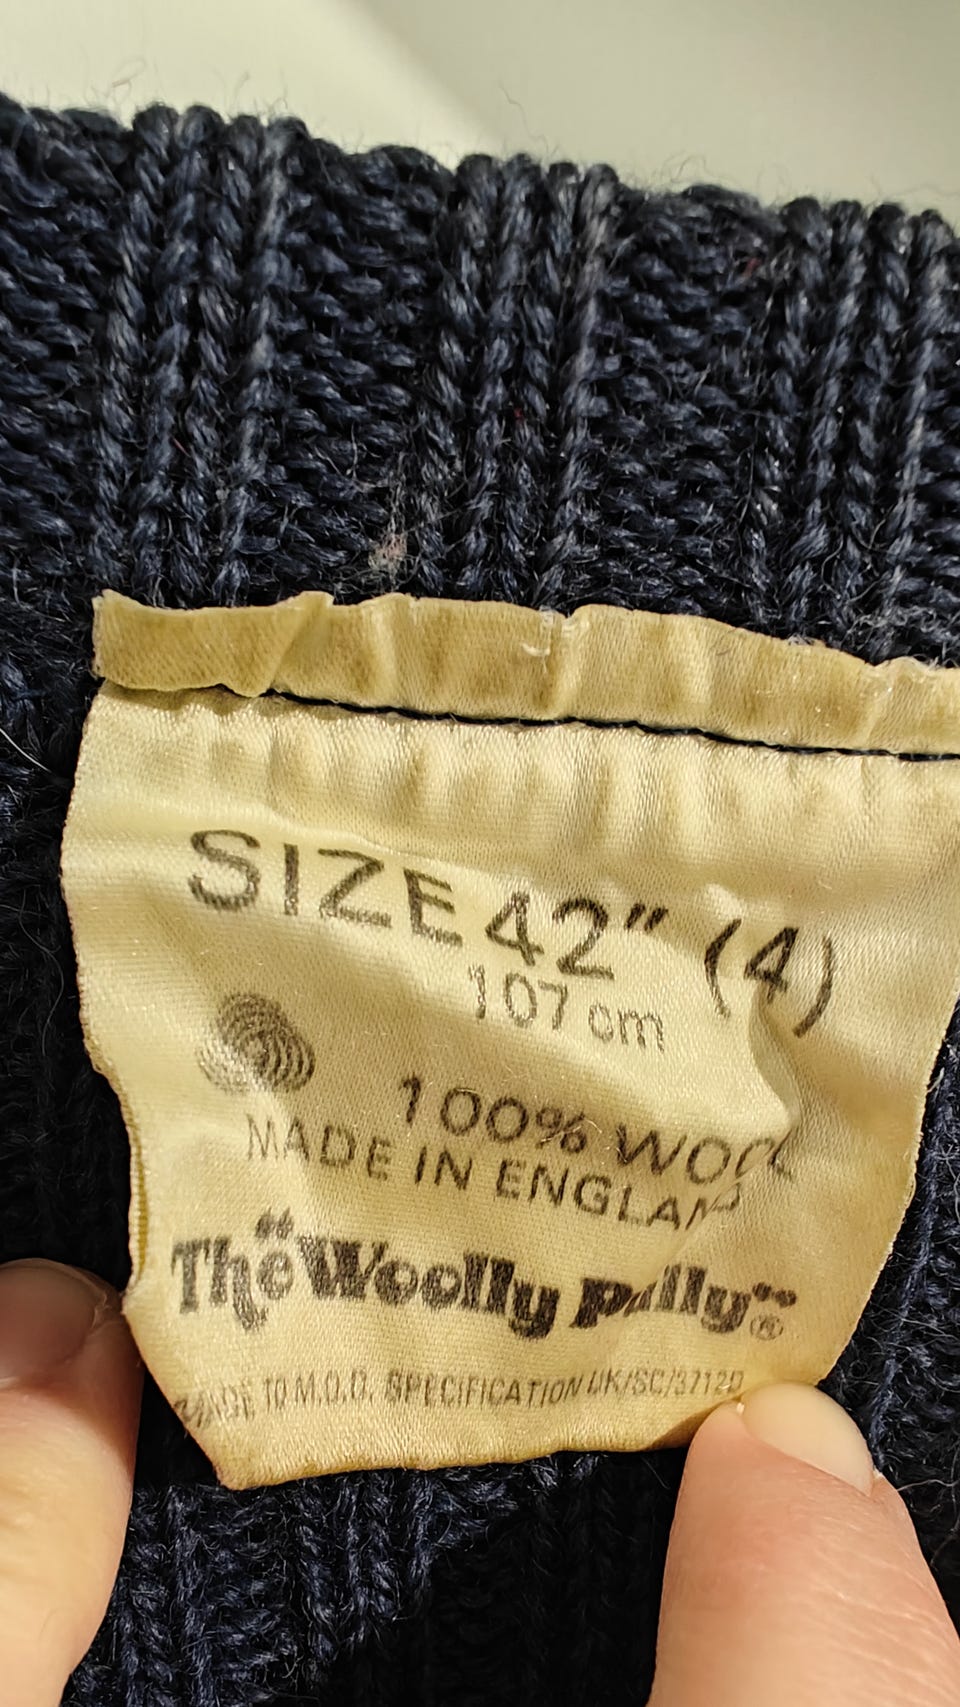 SIZE 42" (4)
107 cm
100% WOOL
MADE IN ENGLAND
The "Woolly Pully"®
MADE TO M.O.D. SPECIFICATION UK/SC/3712D